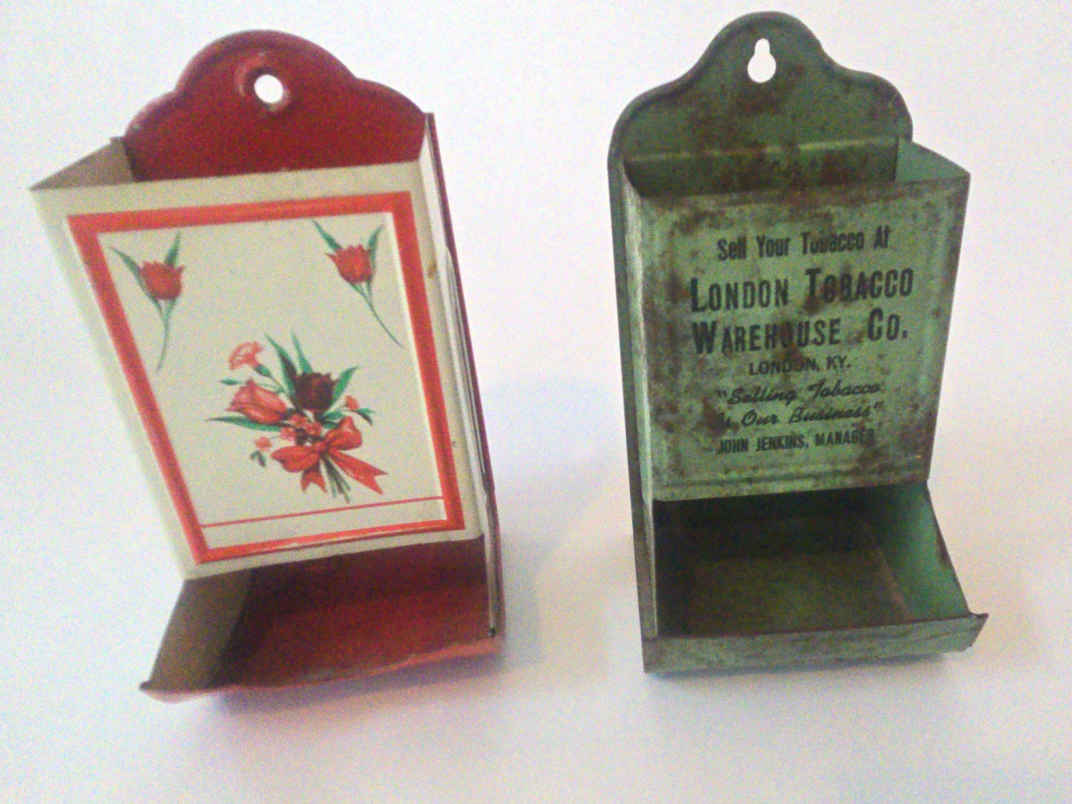 Sell Your Tobacco At
LONDON TOBACCO
WAREHOUSE CO.
LONDON, KY.
"Selling Tobacco
Is Our Business"
JOHN JENKINS, MANAGER